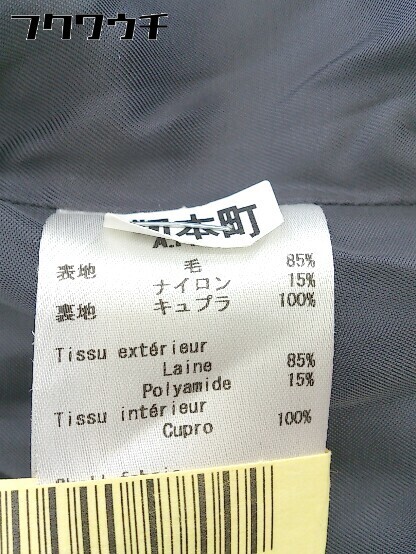 フクワウチ
本町
表地 毛 85%
ナイロン 15%
裏地 キュプラ 100%
Tissu extérieur
Laine 85%
Polyamide 15%
Tissu intérieur
Cupro 100%